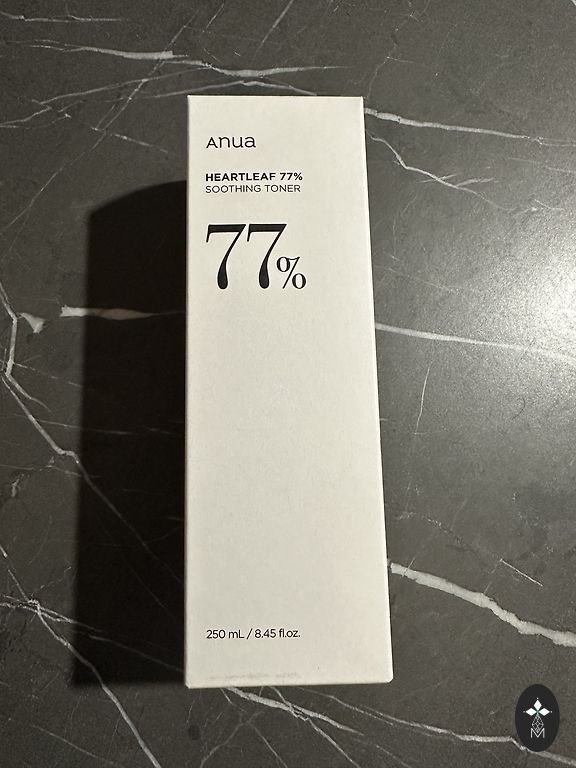 Anua
HEARTLEAF 77%
SOOTHING TONER
77%
250 mL / 8.45 fl.oz.
M